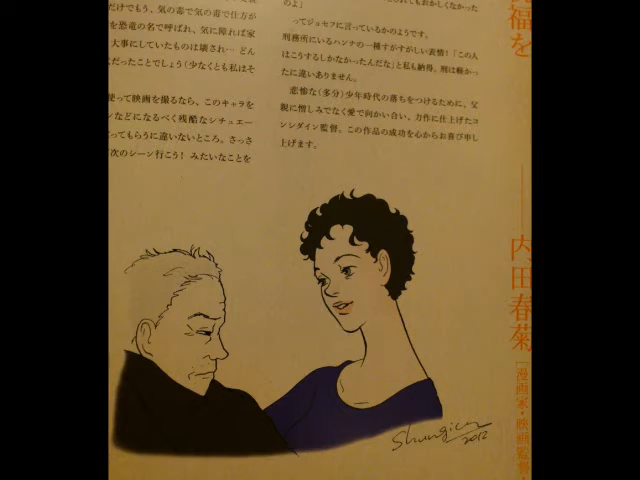 内田春菊
[漫画家・映画監督・
福を
のよ」
ってジョセフに言っているかのようです。
刑務所にいるハンナの一種すがすがしい表情!「この人
はこうするしかなかったんだな」と私も納得。刑は軽かっ
たに違いありません。
悲惨な(多分)少年時代の落ちをつけるために、父
親に憎しみでなく愛で向かい合い、力作に仕上げたコ
ンシダイン監督。この作品の成功を心からお喜び申し
上げます。
だけでもう、気の毒で気の毒で仕方が
を恐竜の名で呼ばれ、気に障れば家
大事にしていたものは壊され…どん
だったことでしょう(少なくとも私はそ
使って映画を撮るなら、このキャラを
ンなどになるべく残酷なシチュエー
ってもらうに違いないところ。さっさ
次のシーン行こう! みたいなことを
2012